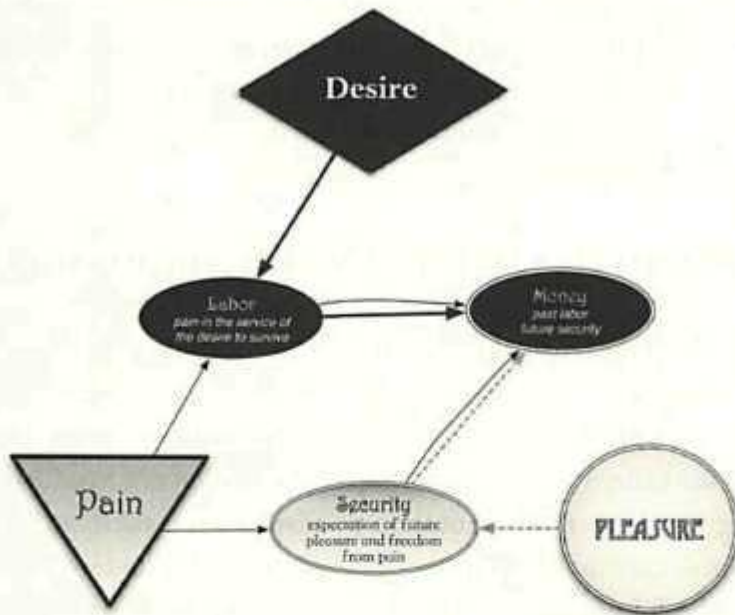 Desire
Labor
pain in the service of
the desire to survive
Money
past labor
future security
Pain
Security
expectation of future
pleasure and freedom
from pain
PLEASURE